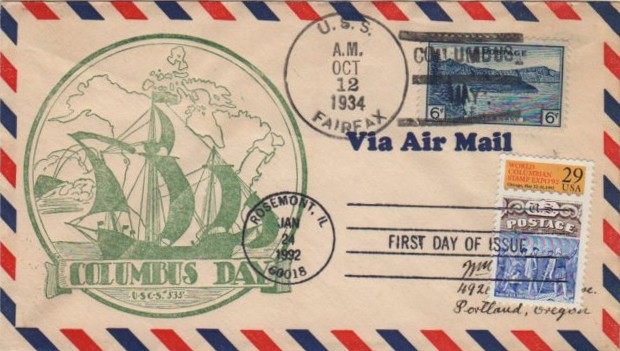 U.S.S.
A.M.
OCT
12
1934
FAIRFAX
COLUMBUS
6¢ 6¢
Via Air Mail
WORLD
COLUMBIAN
STAMP EXPO '92
29
USA
POSTAGE
ROSEMONT, IL
JAN
24
1992
60018
FIRST DAY OF ISSUE
COLUMBUS DAY
U·S·C·S· #535
Portland, Oregon